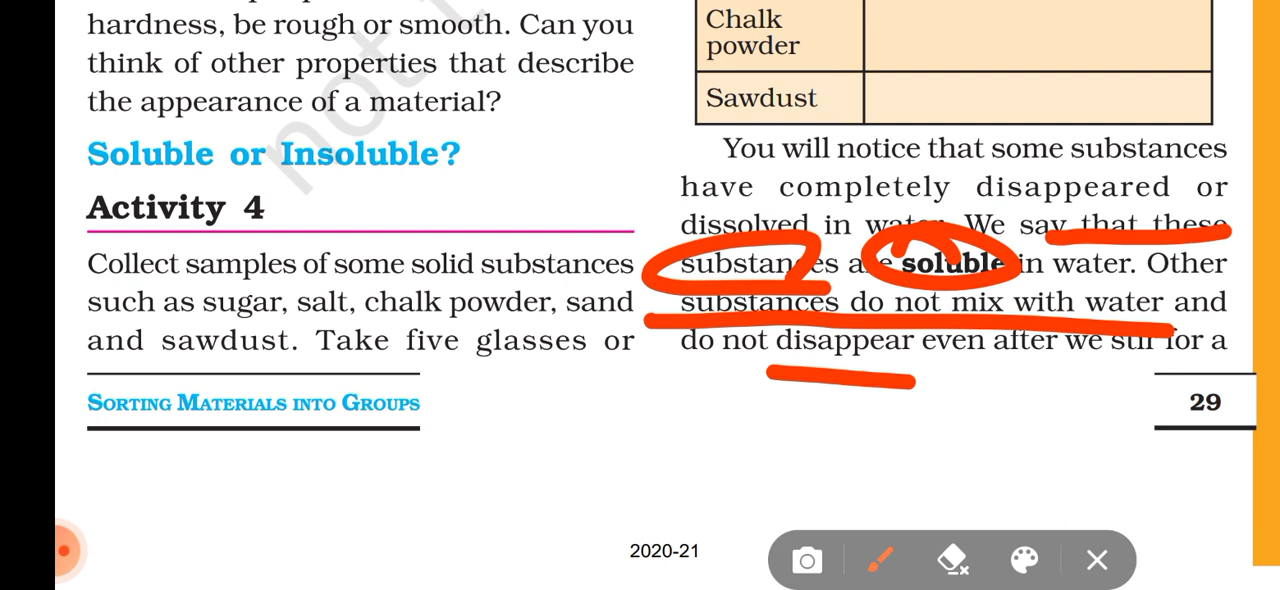 hardness, be rough or smooth. Can you
think of other properties that describe
the appearance of a material?
Soluble or Insoluble?
Activity 4
Collect samples of some solid substances
such as sugar, salt, chalk powder, sand
and sawdust. Take five glasses or
Chalk
powder
Sawdust
You will notice that some substances
have completely disappeared or
dissolved in water. We say that these
substances are soluble in water. Other
substances do not mix with water and
do not disappear even after we stir for a
SORTING MATERIALS INTO GROUPS
29
2020-21
not